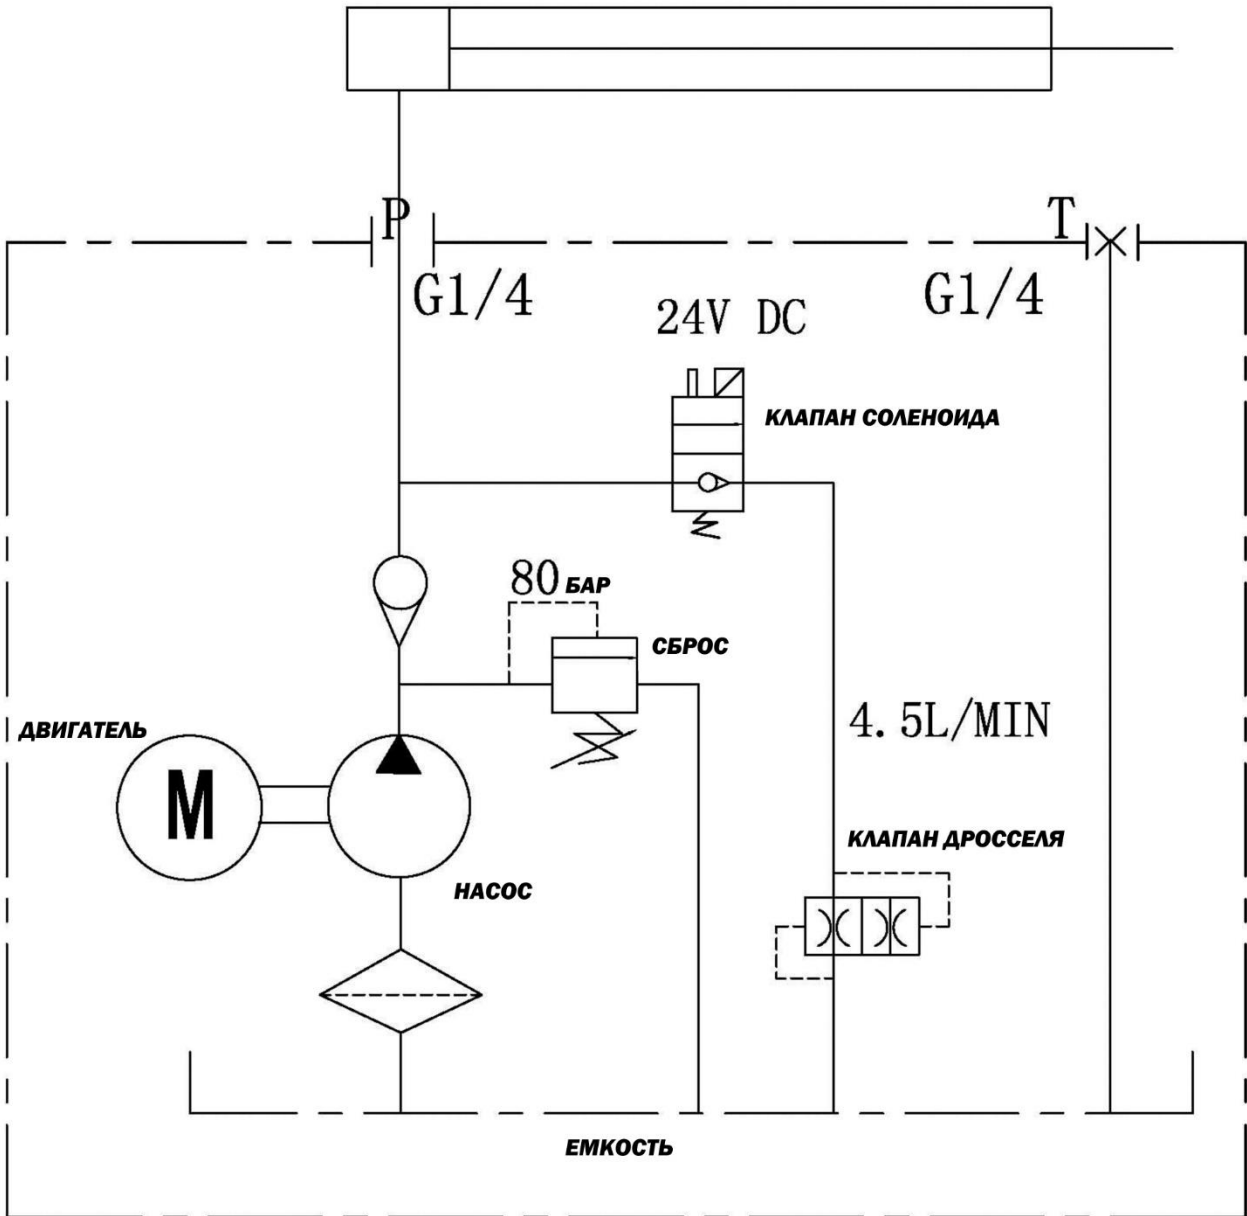 P
T
G1/4
G1/4
24V DC
КЛАПАН СОЛЕНОИДА
80 БАР
СБРОС
ДВИГАТЕЛЬ
4.5L/MIN
M
КЛАПАН ДРОССЕЛЯ
НАСОС
ЕМКОСТЬ